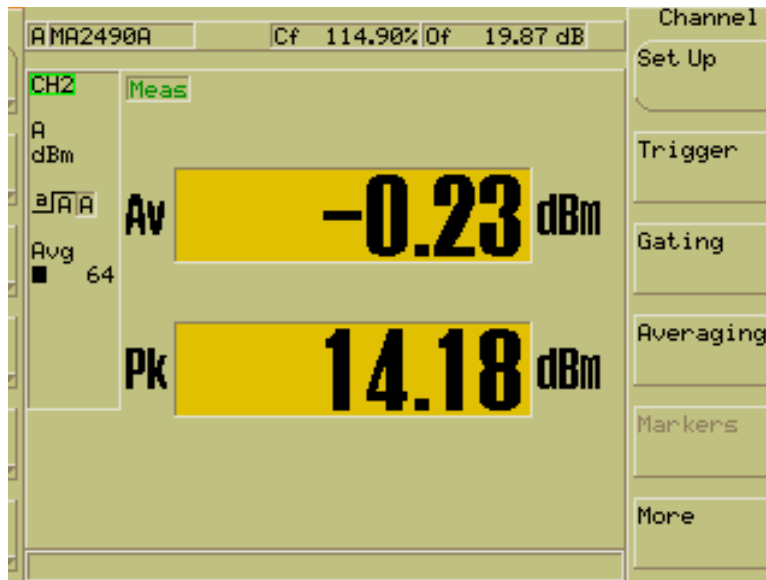 A MA2490A Cf 114.90% Of 19.87 dB
CH2 Meas
A
dBm
a A A
Avg
64
Av -0.23 dBm
Pk 14.18 dBm
Channel
Set Up
Trigger
Gating
Averaging
Markers
More